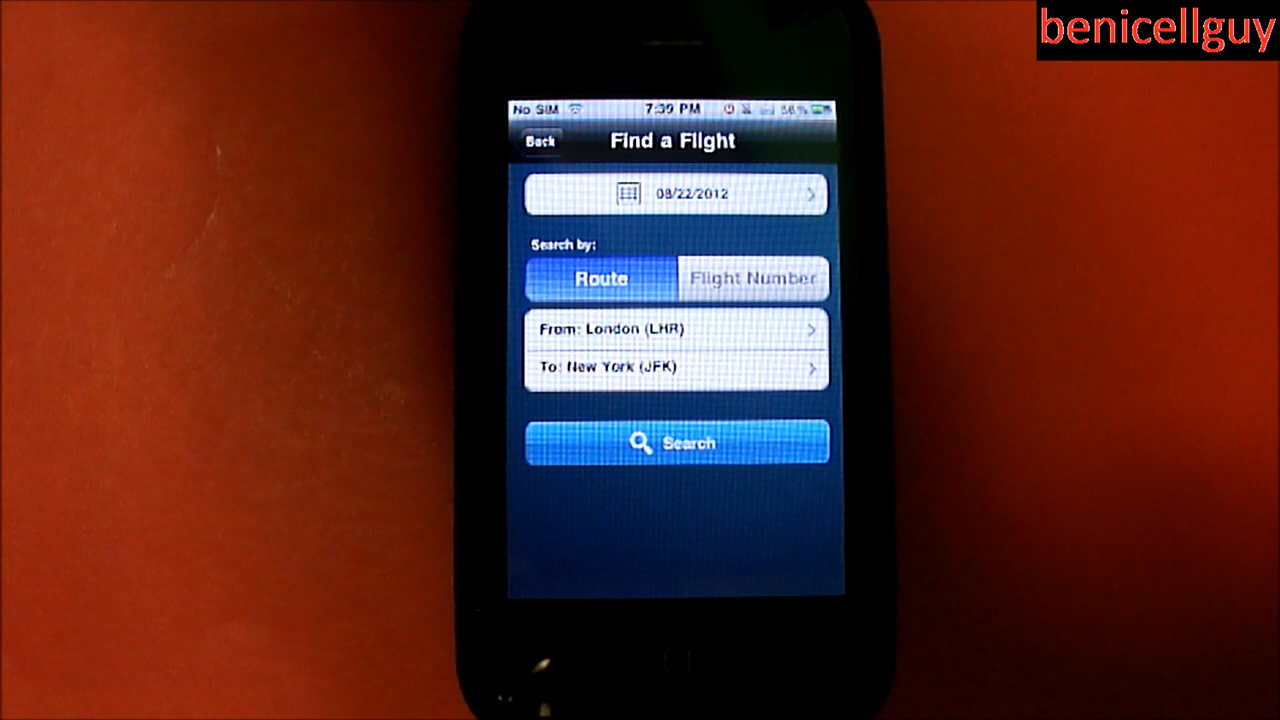 benicellguy
No SIM 7:39 PM 56%
Back Find a Flight
08/22/2012
Search by:
Route Flight Number
From: London (LHR)
To: New York (JFK)
Search